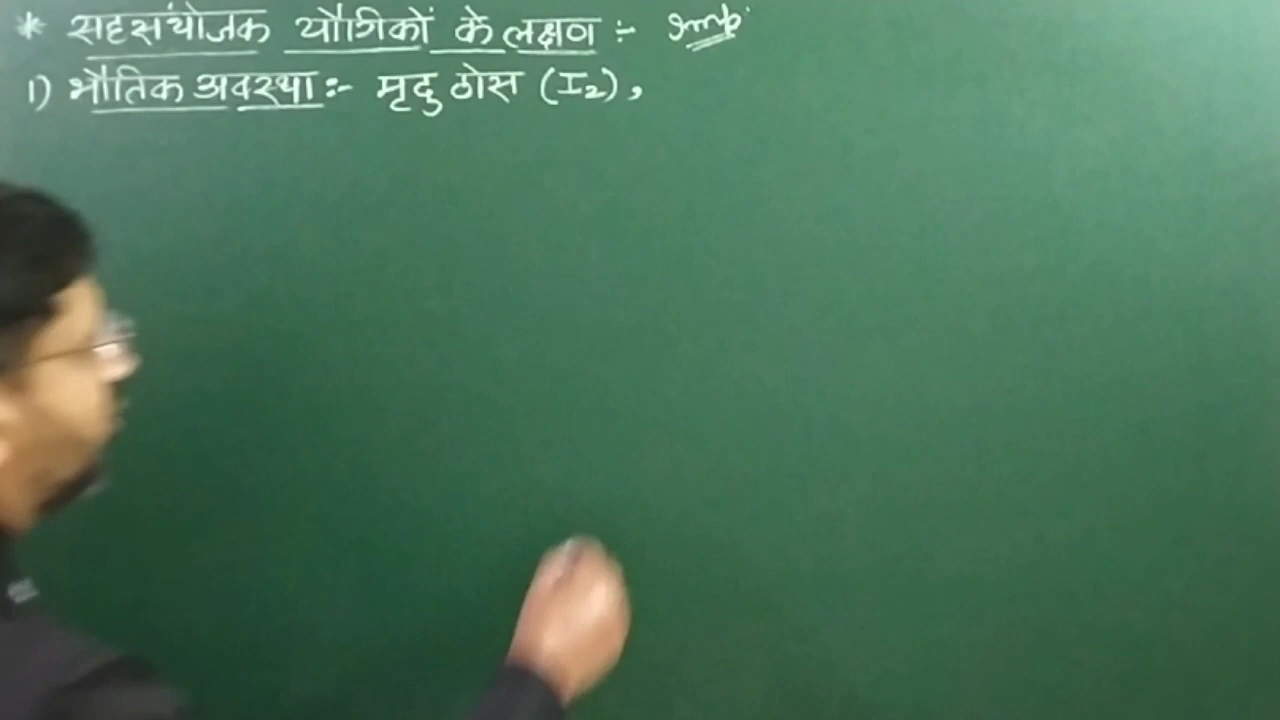 * सहसंयोजक यौगिकों के लक्षण :- Imp.
1) भौतिक अवस्था :- मृदु ठोस (I₂),